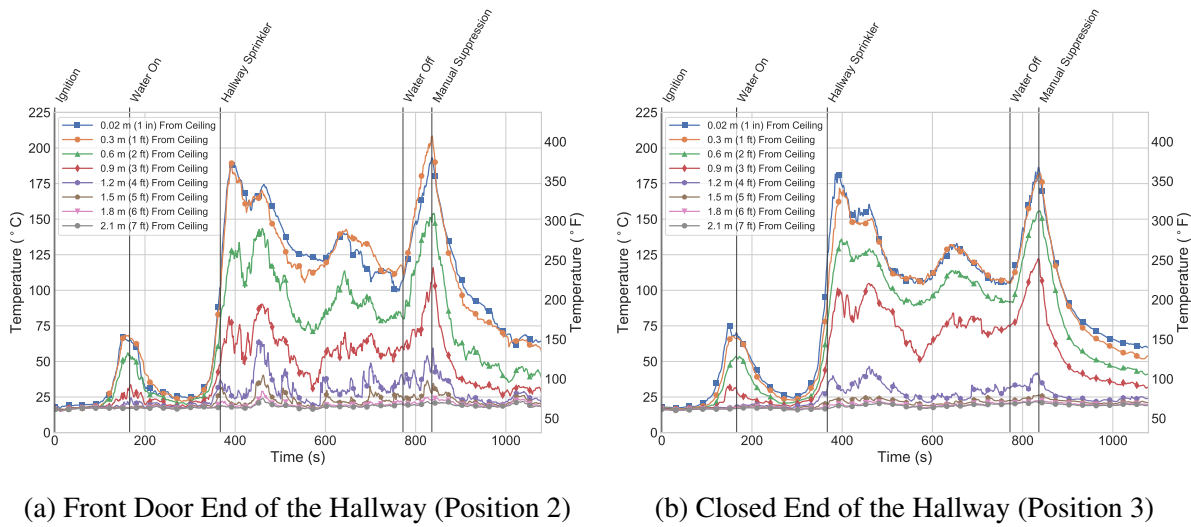 Ignition
Water On
Hallway Sprinkler
Water Off
Manual Suppression
225
200
175
150
125
100
75
50
25
0
Temperature (°C)
0.02 m (1 in) From Ceiling
0.3 m (1 ft) From Ceiling
0.6 m (2 ft) From Ceiling
0.9 m (3 ft) From Ceiling
1.2 m (4 ft) From Ceiling
1.5 m (5 ft) From Ceiling
1.8 m (6 ft) From Ceiling
2.1 m (7 ft) From Ceiling
400
350
300
250
200
150
100
50
Temperature (°F)
0 200 400 600 800 1000
Time (s)
(a) Front Door End of the Hallway (Position 2)
Ignition
Water On
Hallway Sprinkler
Water Off
Manual Suppression
225
200
175
150
125
100
75
50
25
0
Temperature (°C)
0.02 m (1 in) From Ceiling
0.3 m (1 ft) From Ceiling
0.6 m (2 ft) From Ceiling
0.9 m (3 ft) From Ceiling
1.2 m (4 ft) From Ceiling
1.5 m (5 ft) From Ceiling
1.8 m (6 ft) From Ceiling
2.1 m (7 ft) From Ceiling
400
350
300
250
200
150
100
50
Temperature (°F)
0 200 400 600 800 1000
Time (s)
(b) Closed End of the Hallway (Position 3)